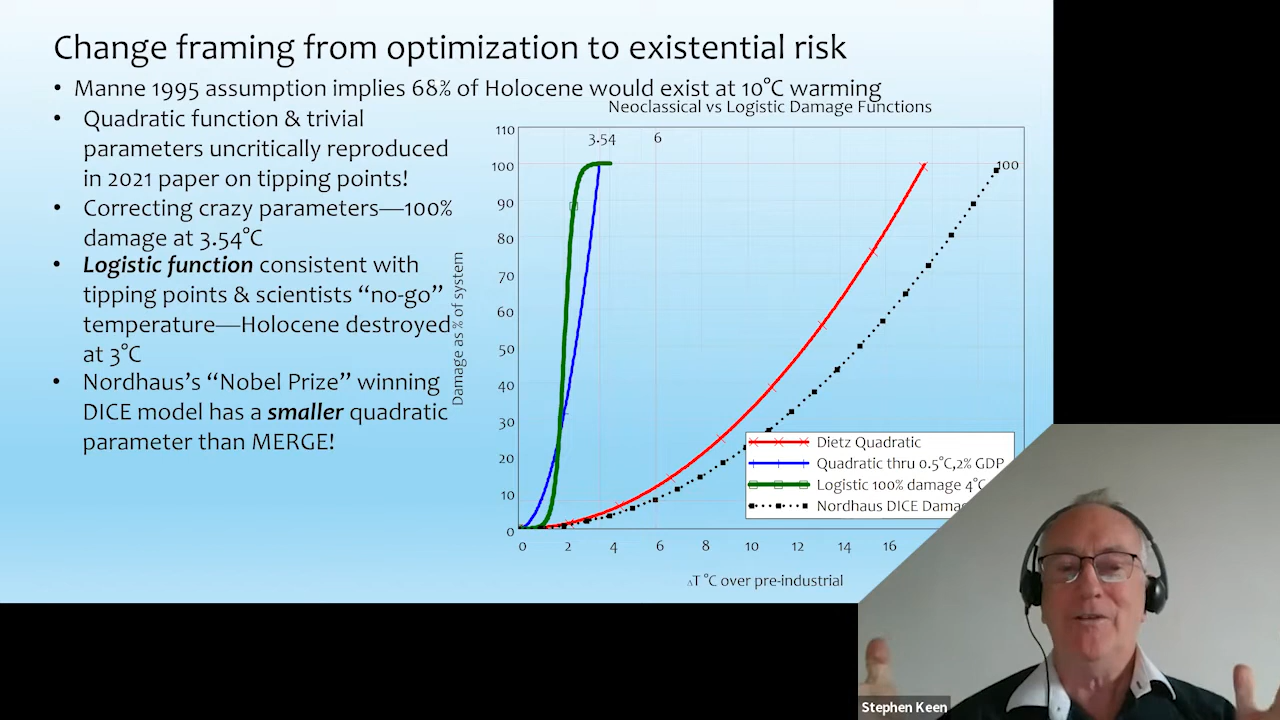 Change framing from optimization to existential risk
• Manne 1995 assumption implies 68% of Holocene would exist at 10°C warming
• Quadratic function & trivial
parameters uncritically reproduced
in 2021 paper on tipping points!
• Correcting crazy parameters—100%
damage at 3.54°C
• Logistic function consistent with
tipping points & scientists “no-go”
temperature—Holocene destroyed
at 3°C
• Nordhaus’s “Nobel Prize” winning
DICE model has a smaller quadratic
parameter than MERGE!
Neoclassical vs Logistic Damage Functions
3.54 6
110
100
90
80
70
60
50
40
30
20
10
0
100
Damage as % of system
Dietz Quadratic
Quadratic thru 0.5°C,2% GDP
Logistic 100% damage 4°C
Nordhaus DICE
0 2 4 6 8 10 12 14 16
ΔT °C over pre-industrial
Stephen Keen